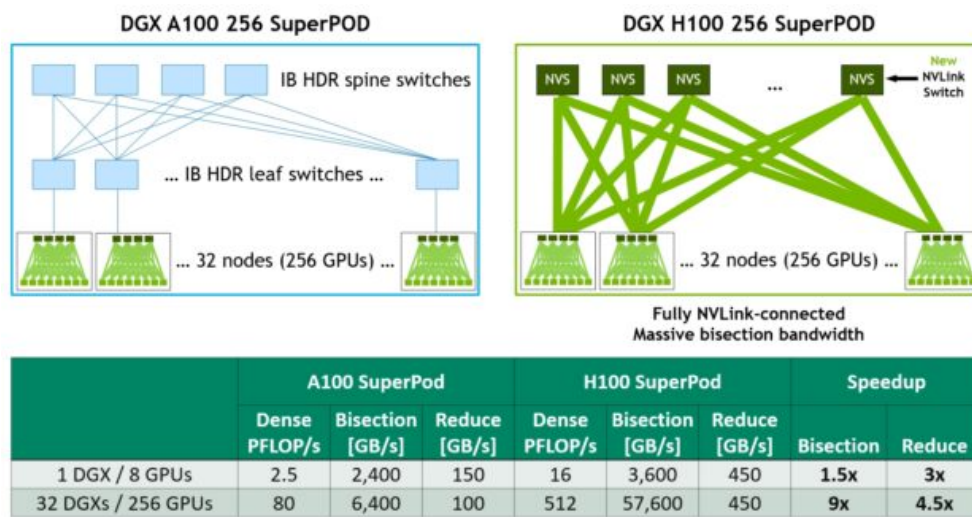 DGX A100 256 SuperPOD
IB HDR spine switches
... IB HDR leaf switches ...
... 32 nodes (256 GPUs) ...
DGX H100 256 SuperPOD
NVS NVS NVS ... NVS
New
NVLink
Switch
... 32 nodes (256 GPUs) ...
Fully NVLink-connected
Massive bisection bandwidth
A100 SuperPod H100 SuperPod Speedup
Dense PFLOP/s Bisection [GB/s] Reduce [GB/s] Dense PFLOP/s Bisection [GB/s] Reduce [GB/s] Bisection Reduce
1 DGX / 8 GPUs 2.5 2,400 150 16 3,600 450 1.5x 3x
32 DGXs / 256 GPUs 80 6,400 100 512 57,600 450 9x 4.5x